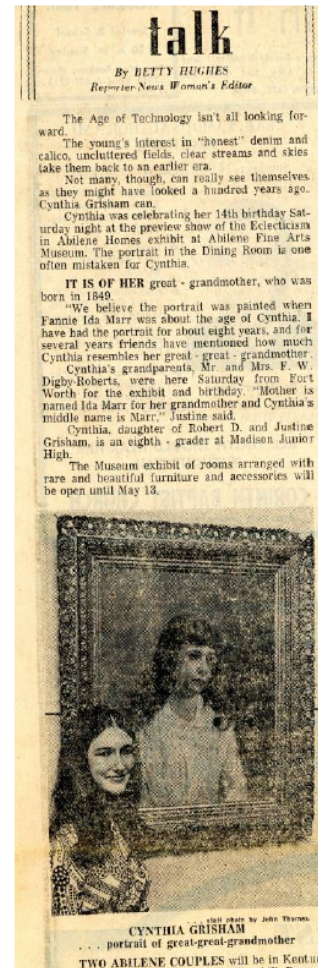 talk
By BETTY HUGHES
Reporter-News Woman's Editor
The Age of Technology isn't all looking for-
ward.
The young's interest in "honest" denim and
calico, uncluttered fields, clear streams and skies
take them back to an earlier era.
Not many, though, can really see themselves
as they might have looked a hundred years ago.
Cynthia Grisham can.
Cynthia was celebrating her 14th birthday Sat-
urday night at the preview show of the Eclecticism
in Abilene Homes exhibit at Abilene Fine Arts
Museum. The portrait in the Dining Room is one
often mistaken for Cynthia.
IT IS OF HER great - grandmother, who was
born in 1849.
"We believe the portrait was painted when
Fannie Ida Marr was about the age of Cynthia. I
have had the portrait for about eight years, and for
several years friends have mentioned how much
Cynthia resembles her great - great - grandmother.
Cynthia's grandparents, Mr. and Mrs. F. W.
Digby-Roberts, were here Saturday from Fort
Worth for the exhibit and birthday. "Mother is
named Ida Marr for her grandmother and Cynthia's
middle name is Marr," Justine said.
Cynthia, daughter of Robert D. and Justine
Grisham, is an eighth - grader at Madison Junior
High.
The Museum exhibit of rooms arranged with
rare and beautiful furniture and accessories will
be open until May 13.
. . . staff photo by John Thomas.
CYNTHIA GRISHAM
. . . portrait of great-great-grandmother
TWO ABILENE COUPLES will be in